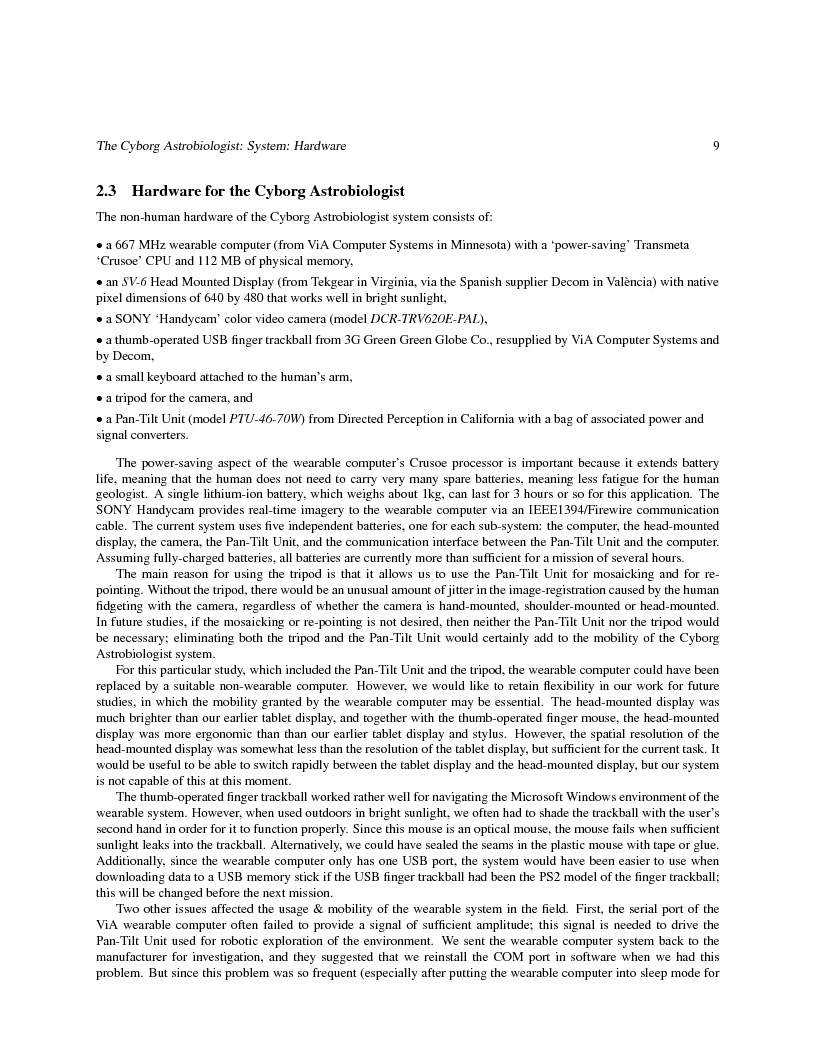 The Cyborg Astrobiologist: System: Hardware 9
2.3 Hardware for the Cyborg Astrobiologist
The non-human hardware of the Cyborg Astrobiologist system consists of:
• a 667 MHz wearable computer (from ViA Computer Systems in Minnesota) with a ‘power-saving’ Transmeta
‘Crusoe’ CPU and 112 MB of physical memory,
• an SV-6 Head Mounted Display (from Tekgear in Virginia, via the Spanish supplier Decom in València) with native
pixel dimensions of 640 by 480 that works well in bright sunlight,
• a SONY ‘Handycam’ color video camera (model DCR-TRV620E-PAL),
• a thumb-operated USB finger trackball from 3G Green Green Globe Co., resupplied by ViA Computer Systems and
by Decom,
• a small keyboard attached to the human’s arm,
• a tripod for the camera, and
• a Pan-Tilt Unit (model PTU-46-70W) from Directed Perception in California with a bag of associated power and
signal converters.
The power-saving aspect of the wearable computer’s Crusoe processor is important because it extends battery
life, meaning that the human does not need to carry very many spare batteries, meaning less fatigue for the human
geologist. A single lithium-ion battery, which weighs about 1kg, can last for 3 hours or so for this application. The
SONY Handycam provides real-time imagery to the wearable computer via an IEEE1394/Firewire communication
cable. The current system uses five independent batteries, one for each sub-system: the computer, the head-mounted
display, the camera, the Pan-Tilt Unit, and the communication interface between the Pan-Tilt Unit and the computer.
Assuming fully-charged batteries, all batteries are currently more than sufficient for a mission of several hours.
The main reason for using the tripod is that it allows us to use the Pan-Tilt Unit for mosaicking and for re-
pointing. Without the tripod, there would be an unusual amount of jitter in the image-registration caused by the human
fidgeting with the camera, regardless of whether the camera is hand-mounted, shoulder-mounted or head-mounted.
In future studies, if the mosaicking or re-pointing is not desired, then neither the Pan-Tilt Unit nor the tripod would
be necessary; eliminating both the tripod and the Pan-Tilt Unit would certainly add to the mobility of the Cyborg
Astrobiologist system.
For this particular study, which included the Pan-Tilt Unit and the tripod, the wearable computer could have been
replaced by a suitable non-wearable computer. However, we would like to retain flexibility in our work for future
studies, in which the mobility granted by the wearable computer may be essential. The head-mounted display was
much brighter than our earlier tablet display, and together with the thumb-operated finger mouse, the head-mounted
display was more ergonomic than than our earlier tablet display and stylus. However, the spatial resolution of the
head-mounted display was somewhat less than the resolution of the tablet display, but sufficient for the current task. It
would be useful to be able to switch rapidly between the tablet display and the head-mounted display, but our system
is not capable of this at this moment.
The thumb-operated finger trackball worked rather well for navigating the Microsoft Windows environment of the
wearable system. However, when used outdoors in bright sunlight, we often had to shade the trackball with the user’s
second hand in order for it to function properly. Since this mouse is an optical mouse, the mouse fails when sufficient
sunlight leaks into the trackball. Alternatively, we could have sealed the seams in the plastic mouse with tape or glue.
Additionally, since the wearable computer only has one USB port, the system would have been easier to use when
downloading data to a USB memory stick if the USB finger trackball had been the PS2 model of the finger trackball;
this will be changed before the next mission.
Two other issues affected the usage & mobility of the wearable system in the field. First, the serial port of the
ViA wearable computer often failed to provide a signal of sufficient amplitude; this signal is needed to drive the
Pan-Tilt Unit used for robotic exploration of the environment. We sent the wearable computer system back to the
manufacturer for investigation, and they suggested that we reinstall the COM port in software when we had this
problem. But since this problem was so frequent (especially after putting the wearable computer into sleep mode for